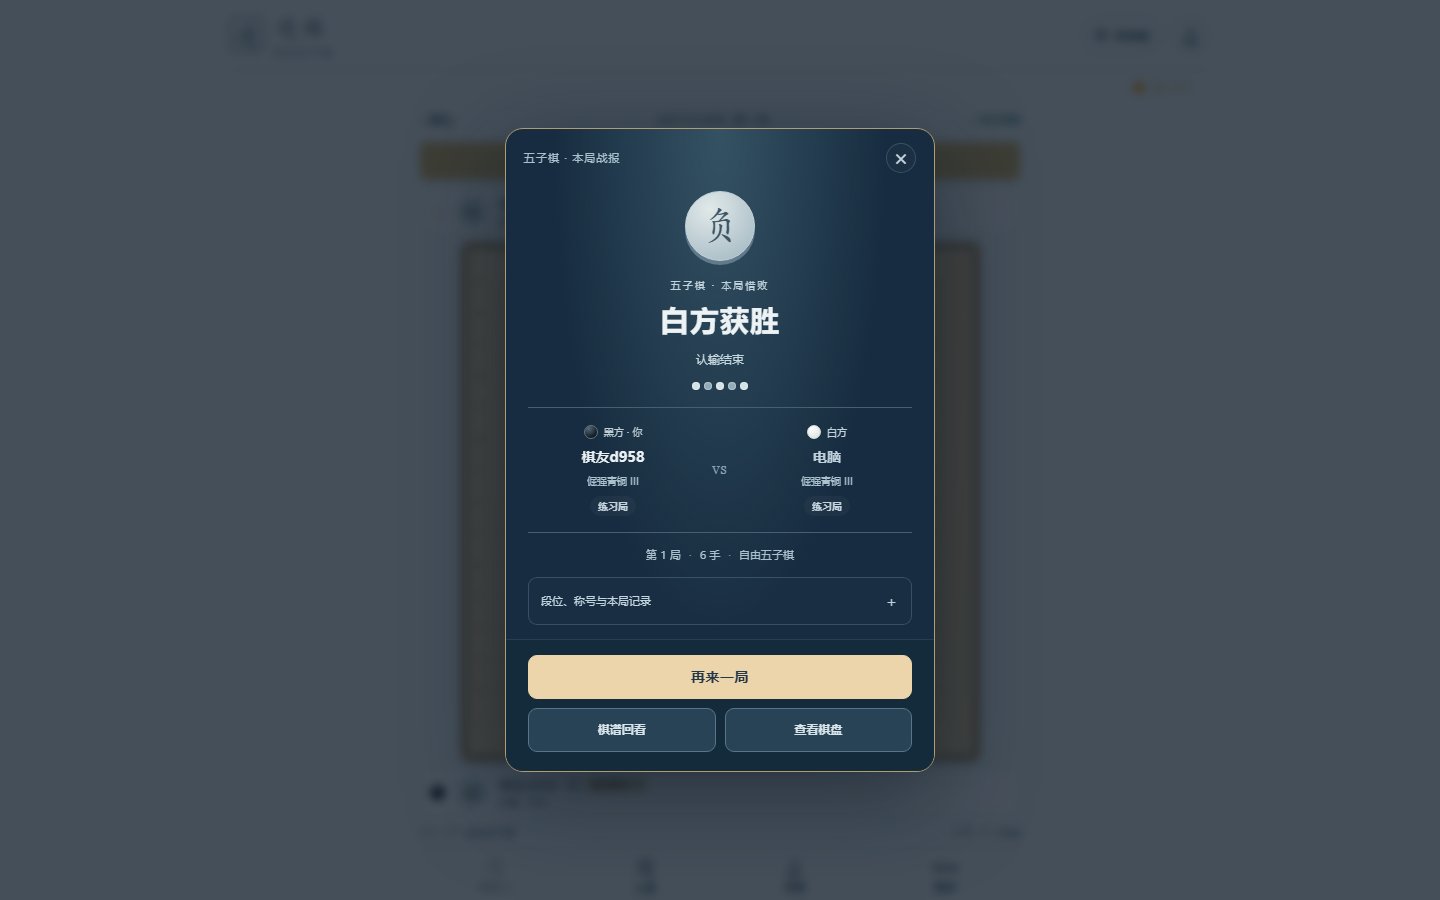 五子棋 · 本局战报
负
五子棋 · 本局惜败
白方获胜
认输结束
黑方 · 你
棋友d958
倔强青铜 III
练习局
VS
白方
电脑
倔强青铜 III
练习局
第 1 局 · 6 手 · 自由五子棋
段位、称号与本局记录
+
再来一局
棋谱回看
查看棋盘